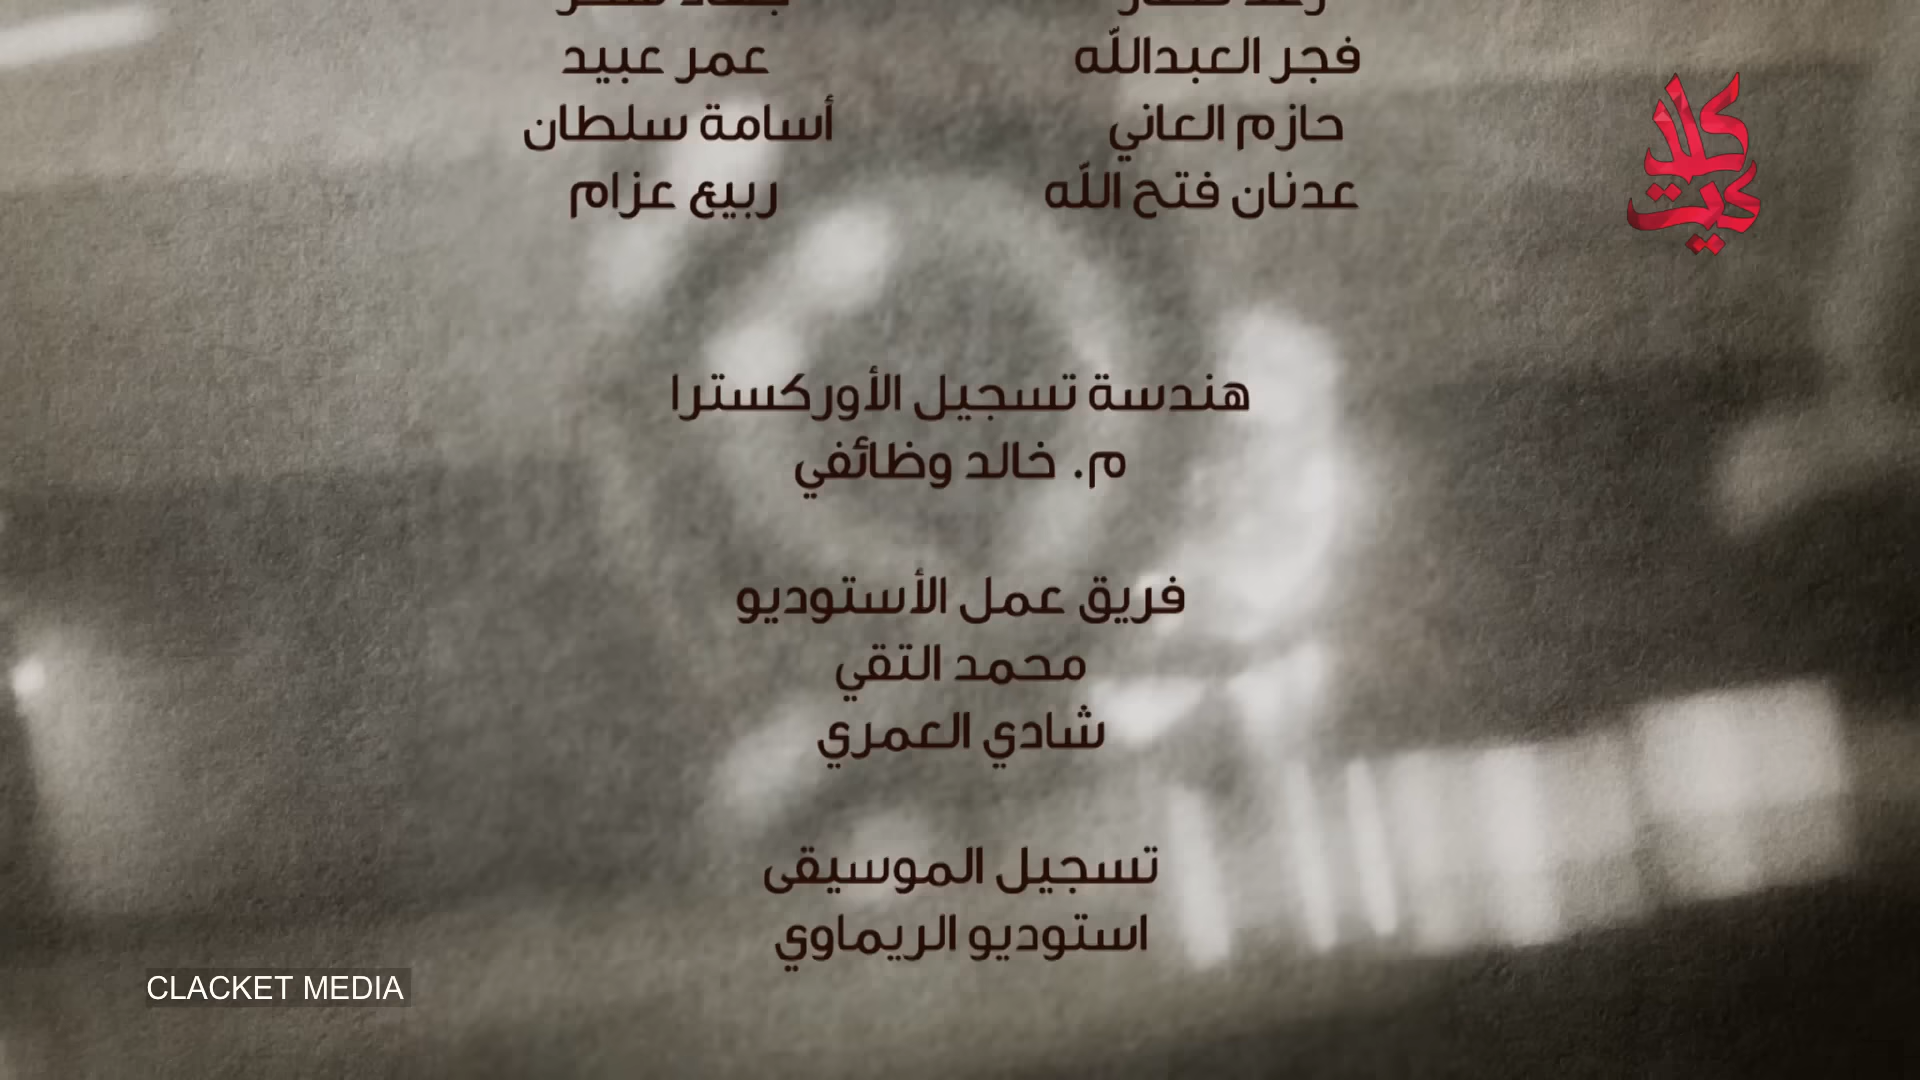 فجر العبدالله عمر عبيد
حازم العاني أسامة سلطان
عدنان فتح الله ربيع عزام
كلاكيت
هندسة تسجيل الأوركسترا
م. خالد وظائفي
فريق عمل الأستوديو
محمد التقي
شادي العمري
تسجيل الموسيقى
استوديو الريماوي
CLACKET MEDIA